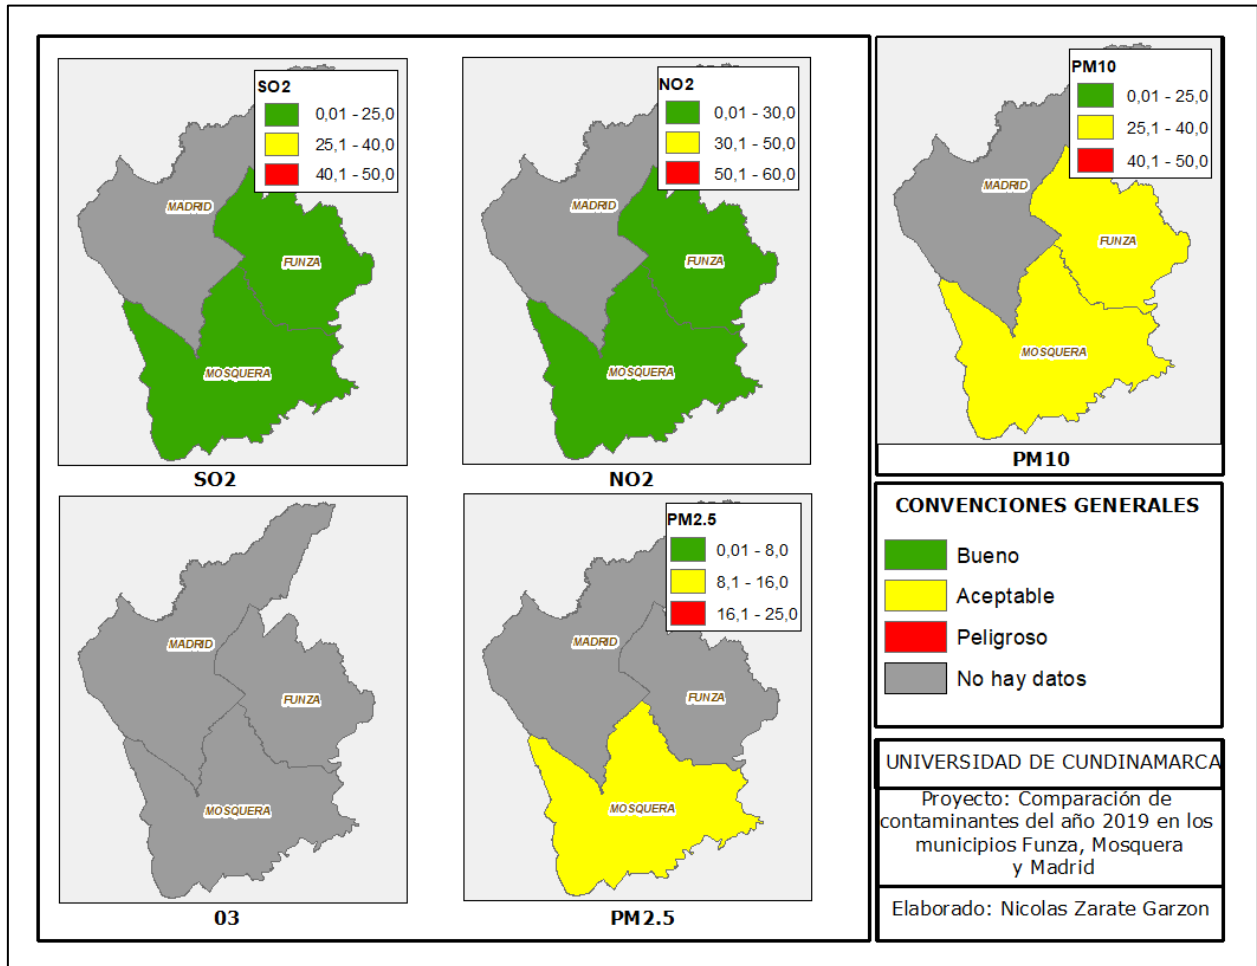 SO2
0,01 - 25,0
25,1 - 40,0
40,1 - 50,0
MADRID
FUNZA
MOSQUERA
SO2
NO2
0,01 - 30,0
30,1 - 50,0
50,1 - 60,0
MADRID
FUNZA
MOSQUERA
NO2
PM10
0,01 - 25,0
25,1 - 40,0
40,1 - 50,0
MADRID
FUNZA
MOSQUERA
PM10
MADRID
FUNZA
MOSQUERA
03
PM2.5
0,01 - 8,0
8,1 - 16,0
16,1 - 25,0
MADRID
FUNZA
MOSQUERA
PM2.5
CONVENCIONES GENERALES
Bueno
Aceptable
Peligroso
No hay datos
UNIVERSIDAD DE CUNDINAMARCA
Proyecto: Comparación de
contaminantes del año 2019 en los
municipios Funza, Mosquera
y Madrid
Elaborado: Nicolas Zarate Garzon